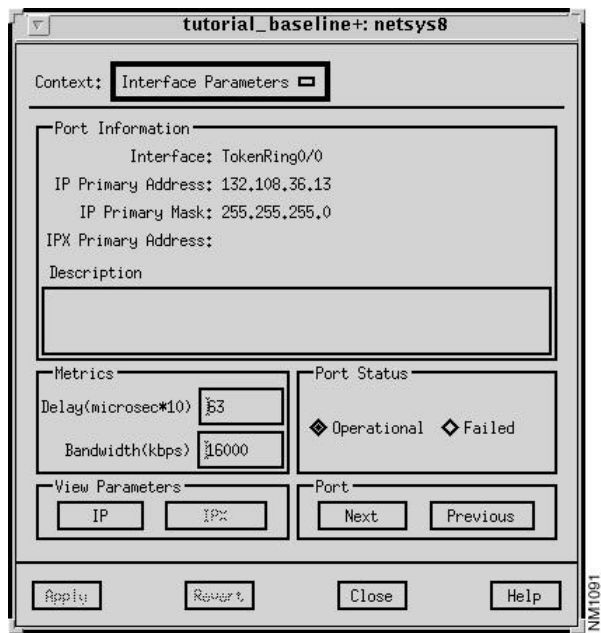 tutorial_baseline+: netsys8
Context: Interface Parameters
Port Information
Interface: TokenRing0/0
IP Primary Address: 132.108.36.13
IP Primary Mask: 255.255.255.0
IPX Primary Address:
Description
Metrics
Delay(microsec*10) 63
Bandwidth(kbps) 16000
Port Status
Operational Failed
View Parameters
IP IPX
Port
Next Previous
Apply Revert Close Help
NM1091